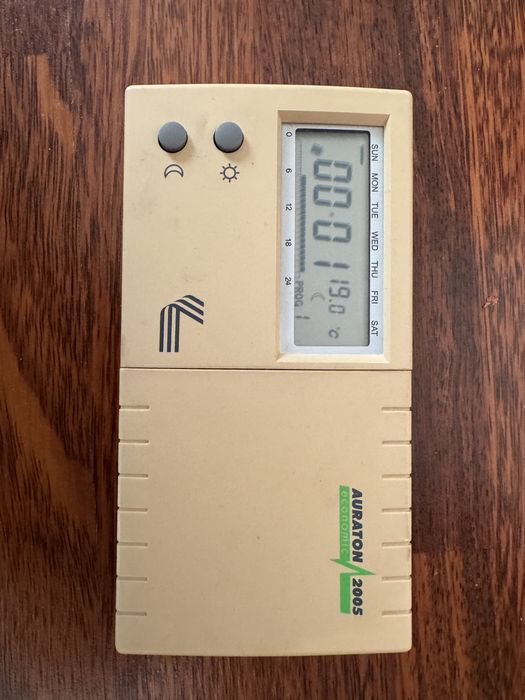 SUN MON TUE WED THU FRI SAT
00:01 19.0 °C
PROG 1
0 6 12 18 24
AURATON 2005
economic